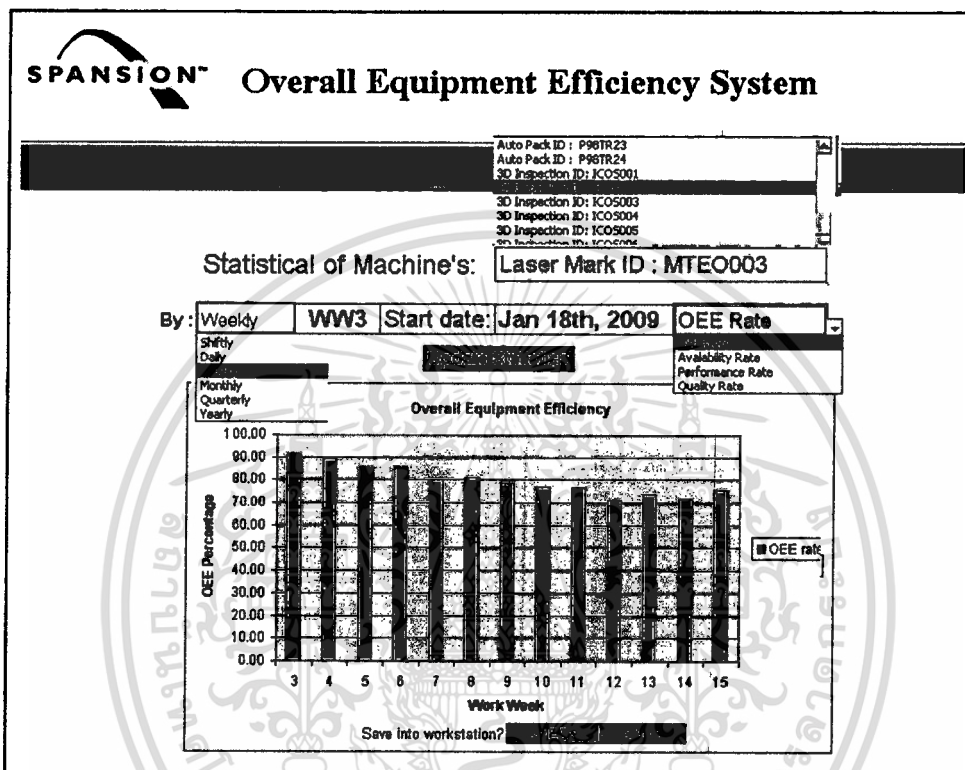 SPANSION™ Overall Equipment Efficiency System
Auto Pack ID : P98TR23
Auto Pack ID : P98TR24
3D Inspection ID: ICOS001
3D Inspection ID: ICOS003
3D Inspection ID: ICOS004
3D Inspection ID: ICOS005
3D Inspection ID: ICOS006
Statistical of Machine's: Laser Mark ID : MTEO003
By : Weekly WW3 Start date: Jan 18th, 2009 OEE Rate
Shiftly
Daily
Monthly
Quarterly
Yearly
Availability Rate
Performance Rate
Quality Rate
Overall Equipment Efficiency
100.00
90.00
80.00
70.00
60.00
50.00
40.00
30.00
20.00
10.00
0.00
OEE Percentage
3 4 5 6 7 8 9 10 11 12 13 14 15
Work Week
OEE rate
Save into workstation?